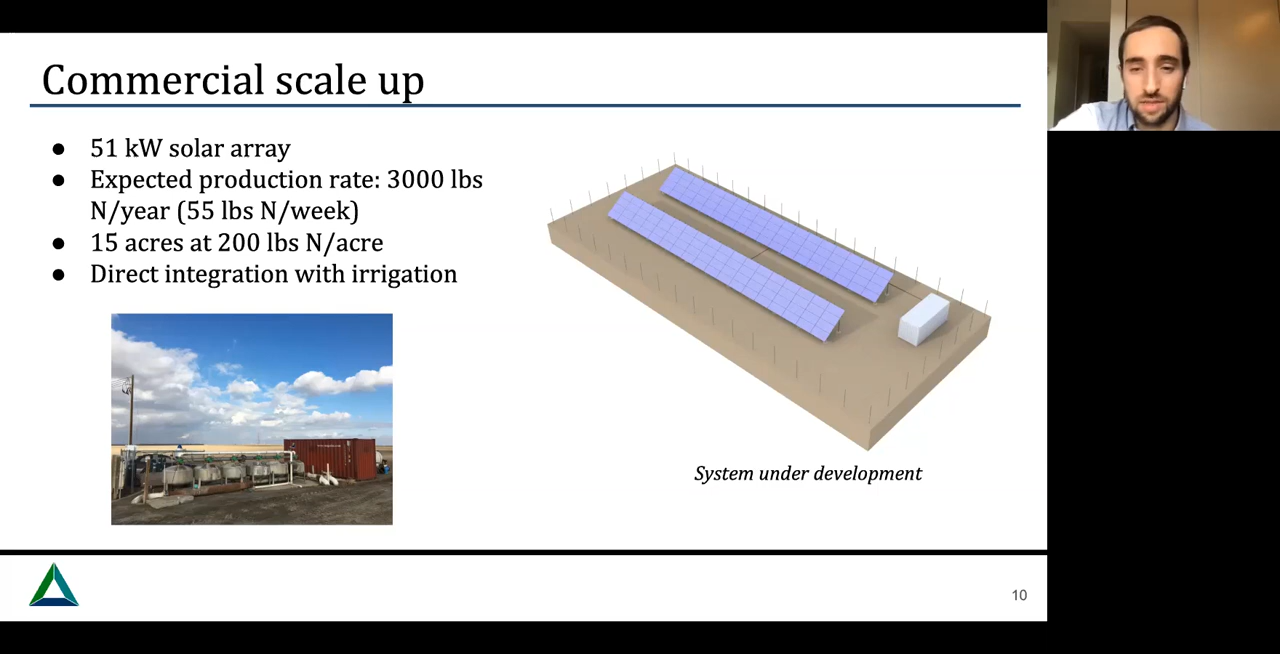 Commercial scale up
● 51 kW solar array
● Expected production rate: 3000 lbs
N/year (55 lbs N/week)
● 15 acres at 200 lbs N/acre
● Direct integration with irrigation
System under development
10